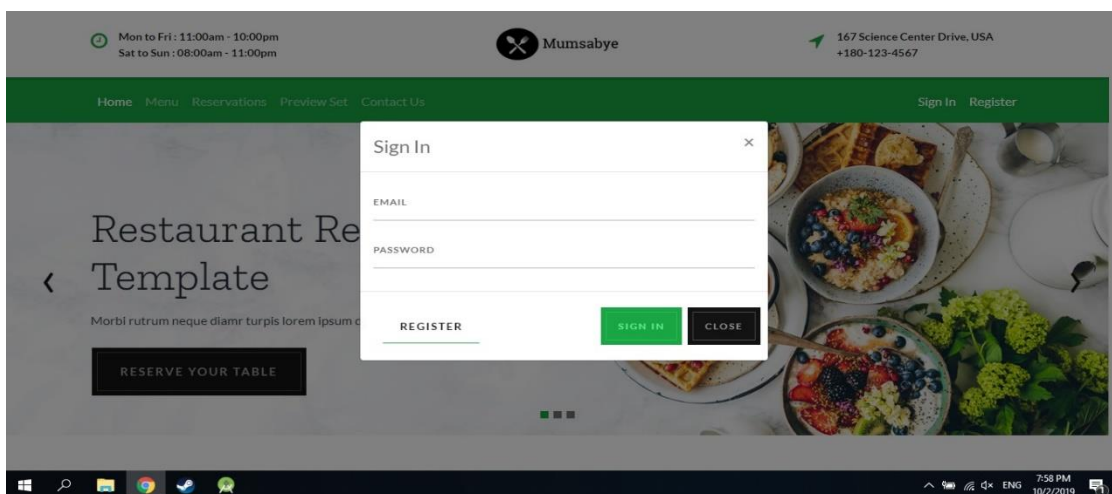 Mon to Fri : 11:00am - 10:00pm
Sat to Sun : 08:00am - 11:00pm
Mumsabye
167 Science Center Drive, USA
+180-123-4567
Home Menu Reservations Preview Set Contact Us
Sign In Register
Sign In ×
EMAIL
PASSWORD
REGISTER SIGN IN CLOSE
Restaurant Re
Template
Morbi rutrum neque diamr turpis lorem ipsum
RESERVE YOUR TABLE
ENG
7:58 PM
10/2/2019